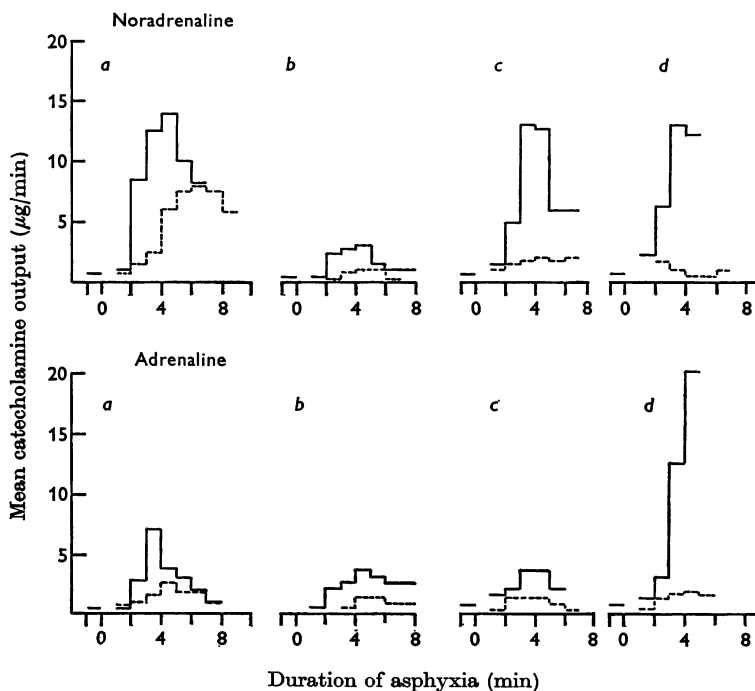 Noradrenaline
20
15
10
5
a
b
c
d
0 4 8
0 4 8
0 4 8
0 4 8
Mean catecholamine output (μg/min)
Adrenaline
20
15
10
5
a
b
c
d
0 4 8
0 4 8
0 4 8
0 4 8
Duration of asphyxia (min)